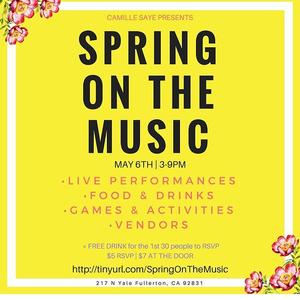 CAMILLE SAYE PRESENTS
SPRING
ON THE
MUSIC
MAY 6TH | 3-9PM
•LIVE PERFORMANCES
•FOOD & DRINKS
•GAMES & ACTIVITIES
•VENDORS
+ FREE DRINK for the 1st 30 people to RSVP
$5 RSVP | $7 AT THE DOOR
http://tinyurl.com/SpringOnTheMusic
217 N Yale Fullerton, CA 92831